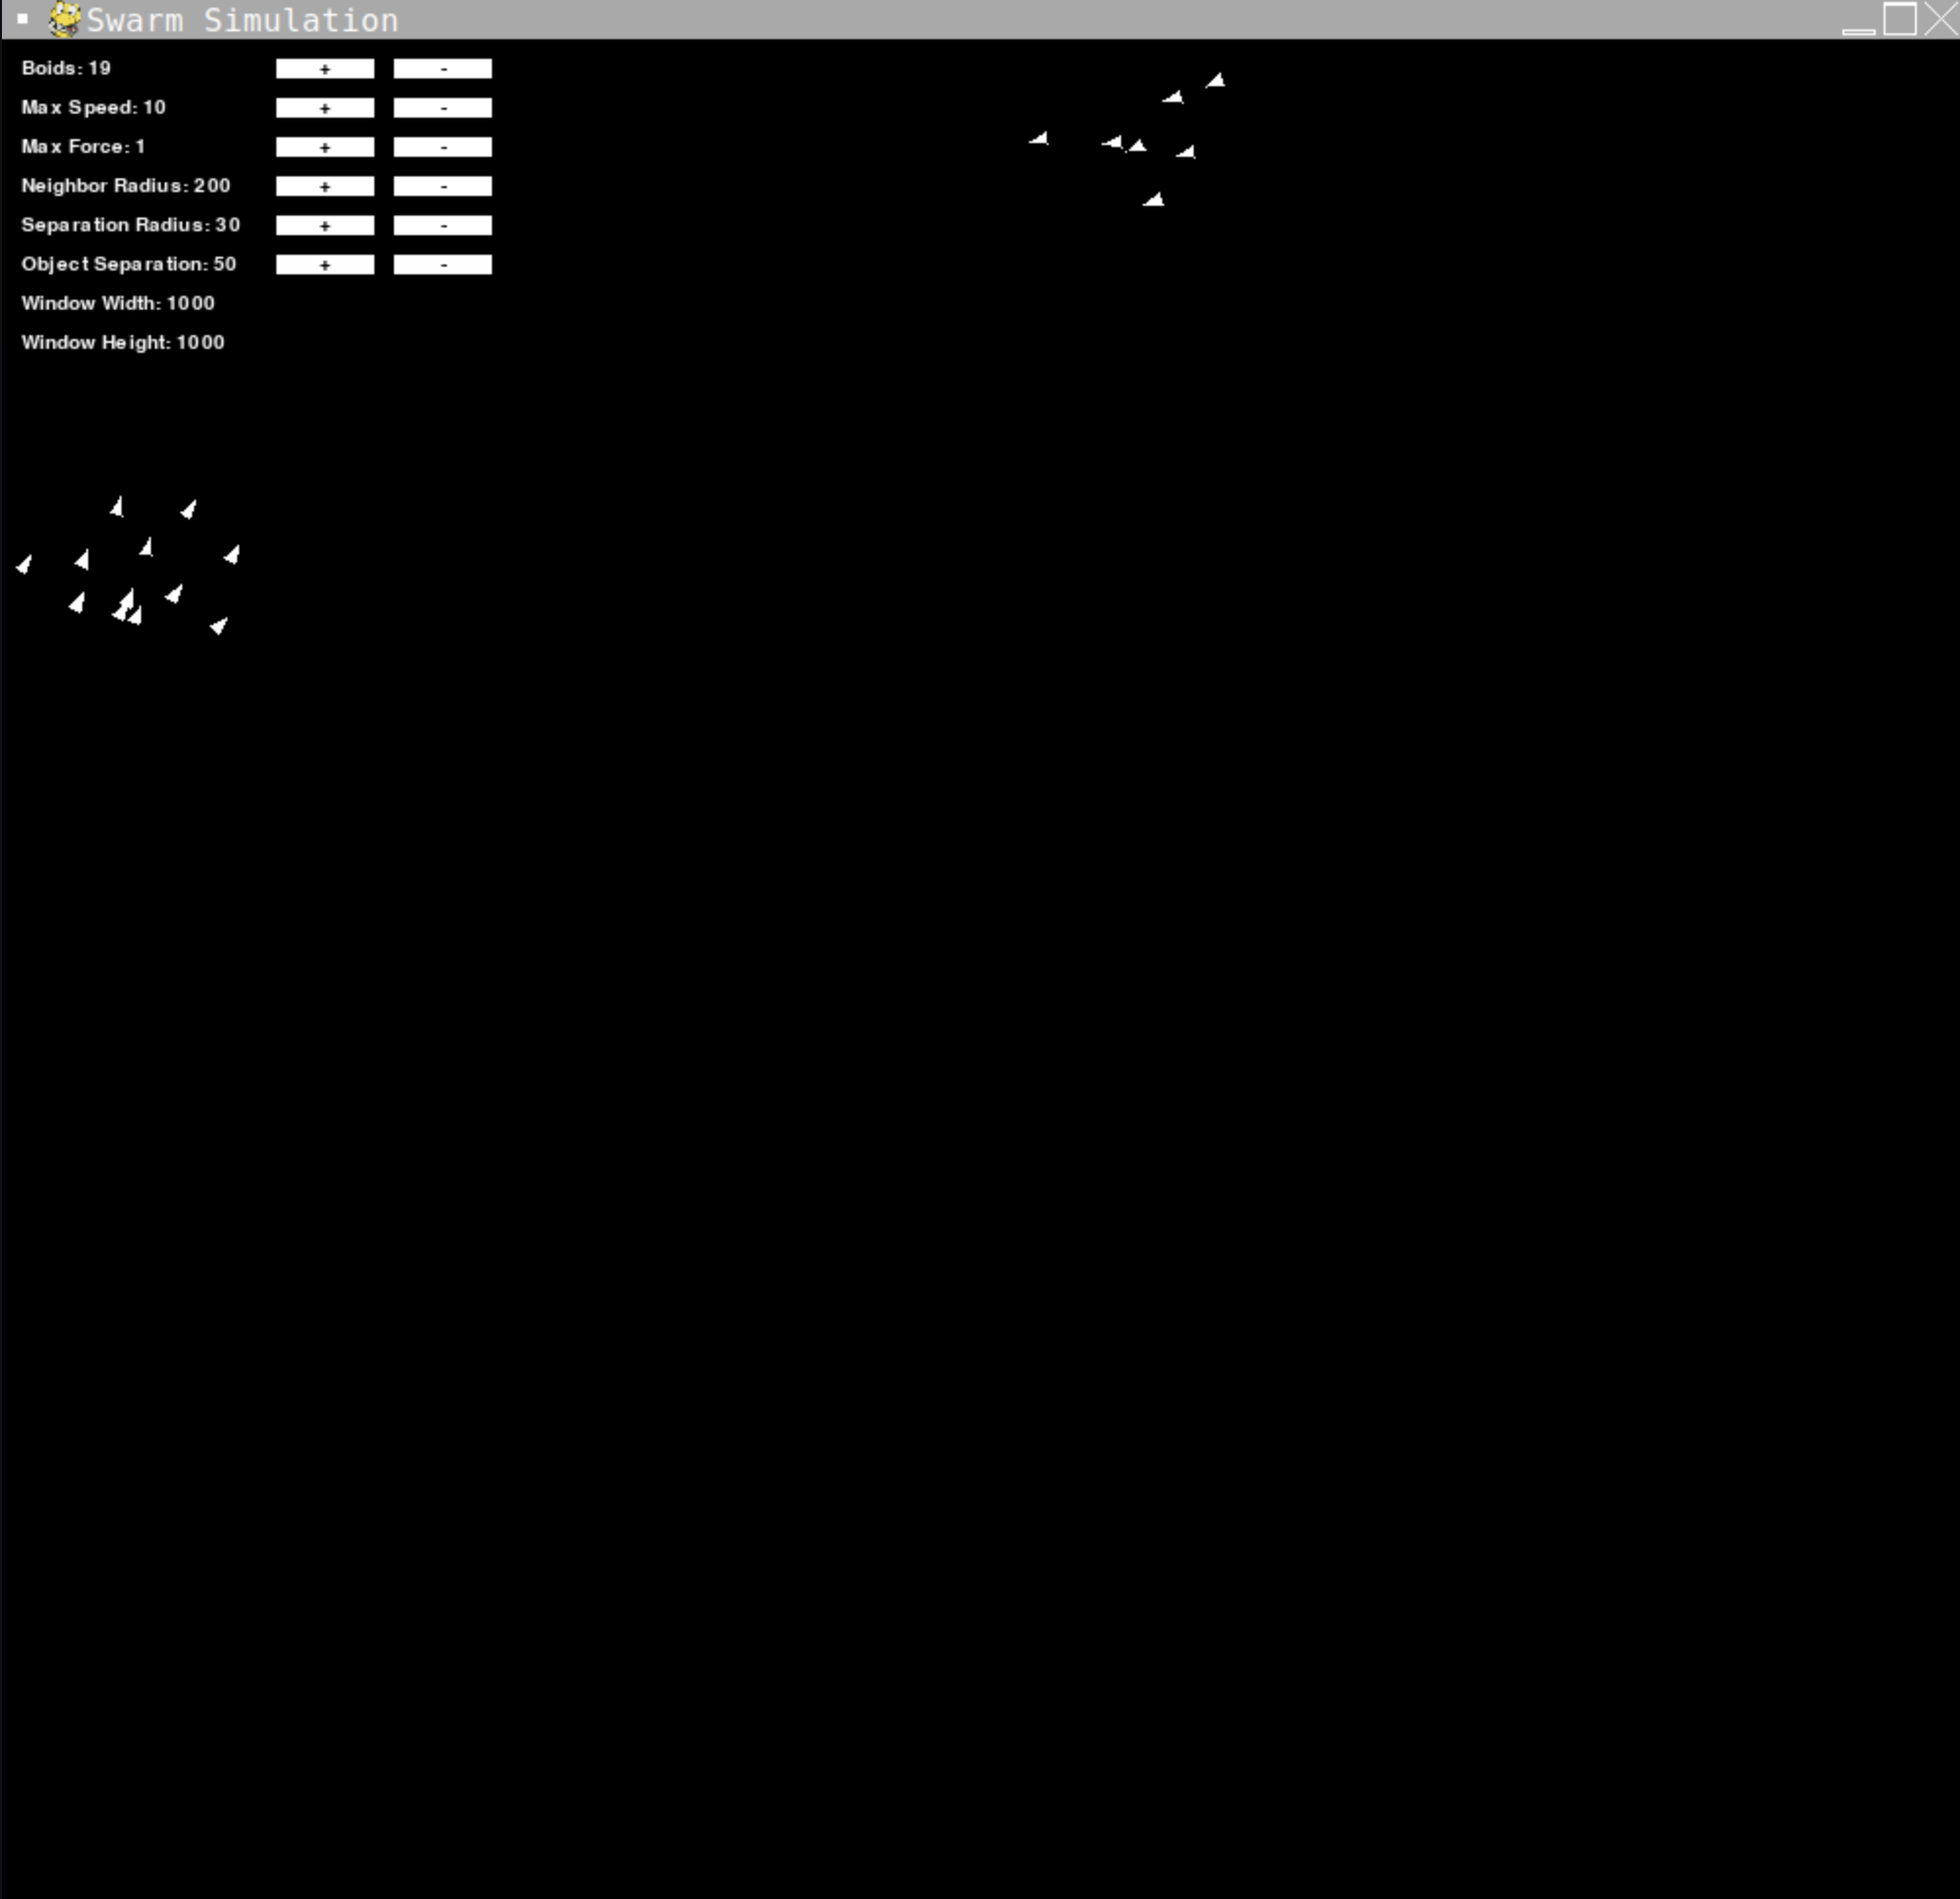 Swarm Simulation
Boids: 19 + -
Max Speed: 10 + -
Max Force: 1 + -
Neighbor Radius: 200 + -
Separation Radius: 30 + -
Object Separation: 50 + -
Window Width: 1000
Window Height: 1000